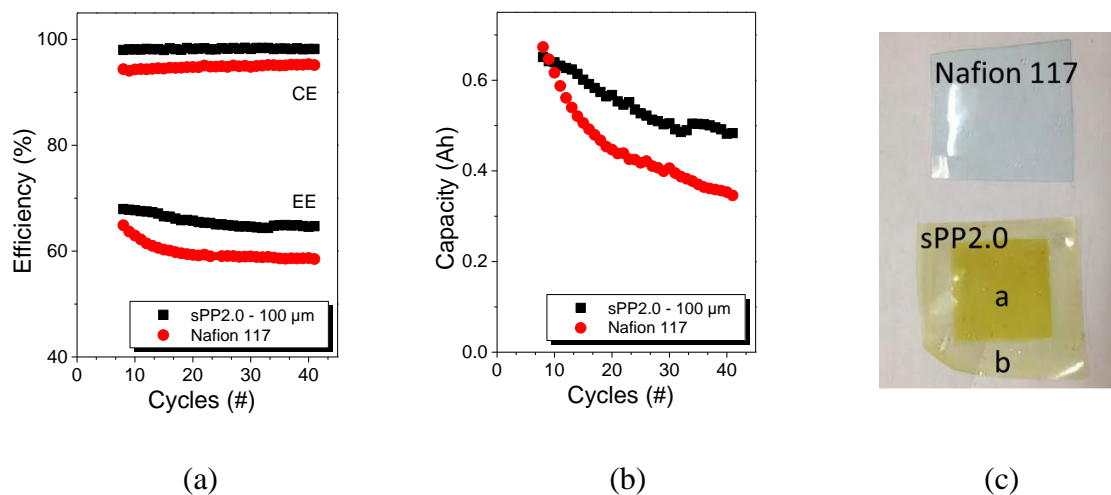 100
80
60
40
0
10
20
30
40
Efficiency (%)
Cycles (#)
CE
EE
sPP2.0 - 100 µm
Nafion 117
(a)
0.6
0.4
0.2
0.0
0
10
20
30
40
Capacity (Ah)
Cycles (#)
sPP2.0 - 100 µm
Nafion 117
(b)
Nafion 117
sPP2.0
a
b
(c)